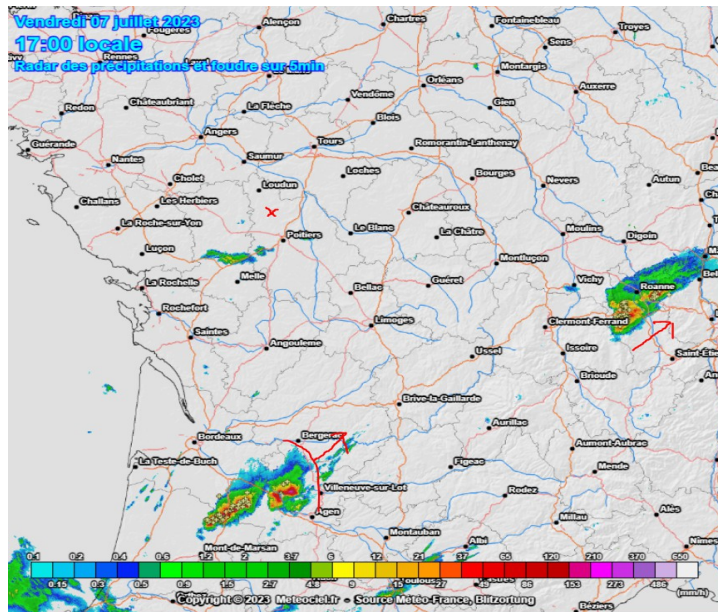 Vendredi 07 juillet 2023
17:00 locale
Radar des précipitations et foudre sur 5min
Alençon
Chartres
Fontainebleau
Troyes
Fougères
Sens
Rennes
Laval
Montargis
Orléans
Auxerre
Redon
Châteaubriant
La Flèche
Vendôme
Gien
Blois
Guérande
Angers
Tours
Romorantin-Lanthenay
Nantes
Saumur
Cholet
Loches
Bourges
Nevers
Autun
Challans
Les Herbiers
Loudun
Châteauroux
La Roche-sur-Yon
Poitiers
Le Blanc
La Châtre
Moulins
Digoin
Luçon
Montluçon
La Rochelle
Melle
Bellac
Guéret
Vichy
Roanne
Rochefort
Limoges
Clermont-Ferrand
Saintes
Angouleme
Ussel
Issoire
Saint-Étie
Brioude
Brive-la-Gaillarde
Bordeaux
Bergerac
Aurillac
Aumont-Aubrac
La Teste-de-Buch
Figeac
Mende
Villeneuve-sur-Lot
Rodez
Agen
Millau
Alès
Montauban
Albi
Nîmes
Mont-de-Marsan
0.1 0.2 0.4 0.6 1.2 2 3.7 6 12 21 37 65 120 210 370 650
0.15 0.3 0.5 0.9 1.5 2.7 4.8 9 15 27 49 86 153 273 486 (mm/h)
Copyright © 2023 Meteociel.fr - Source Météo-France, Blitzortung
Béziers